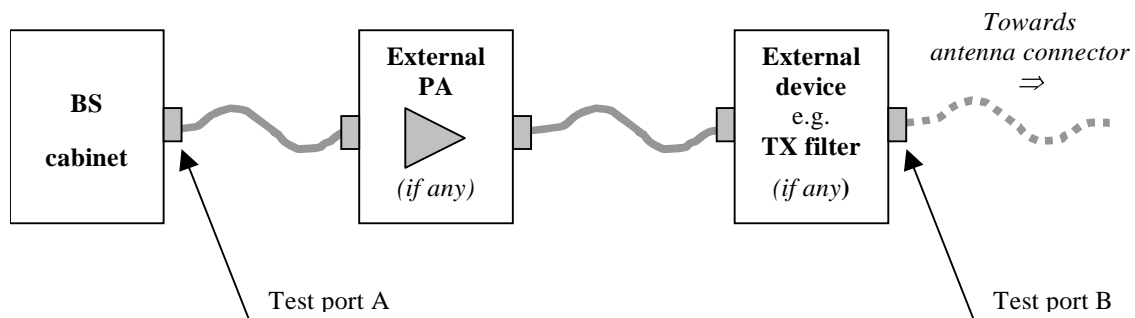 BS
cabinet
External
PA
(if any)
External
device
e.g.
TX filter
(if any)
Towards
antenna connector
⇒
Test port A
Test port B